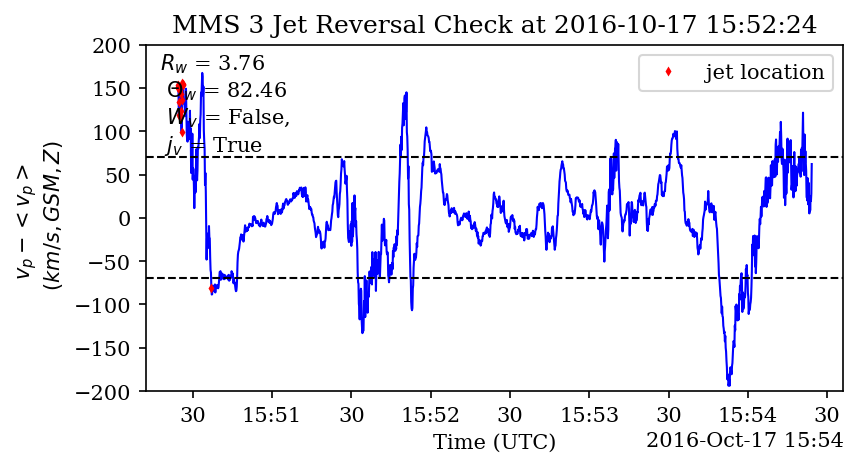 MMS 3 Jet Reversal Check at 2016-10-17 15:52:24
200
150
100
50
0
−50
−100
−150
−200
v_p − <v_p>
(km/s, GSM, Z)
R_w = 3.76
Θ_w = 82.46
W_v = False,
j_v = True
jet location
30 15:51 30 15:52 30 15:53 30 15:54 30
Time (UTC)
2016-Oct-17 15:54